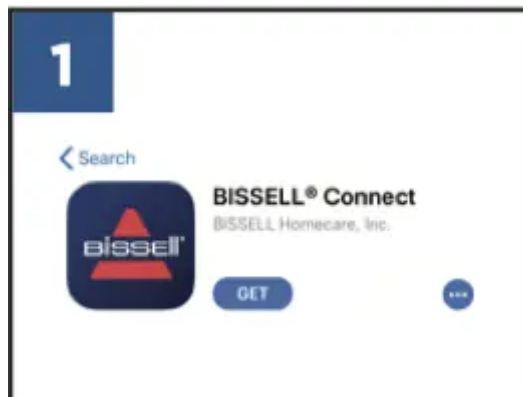 1
Search
BISSELL® Connect
BISSELL Homecare, Inc.
BISSELL®
GET